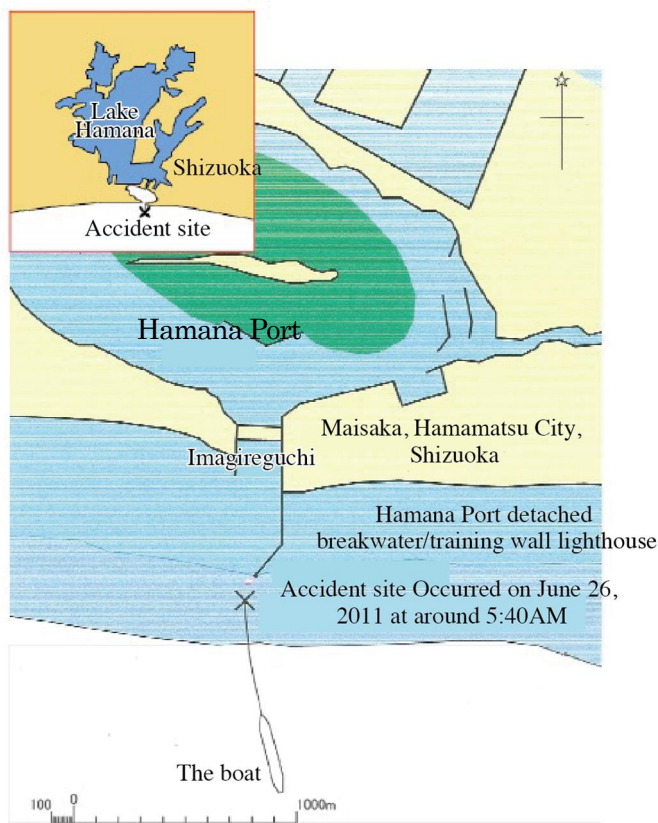 Lake
Hamana
Shizuoka
Accident site
Hamana Port
Maisaka, Hamamatsu City,
Shizuoka
Imagireguchi
Hamana Port detached
breakwater/training wall lighthouse
Accident site Occurred on June 26,
2011 at around 5:40AM
The boat
100 0 1000m